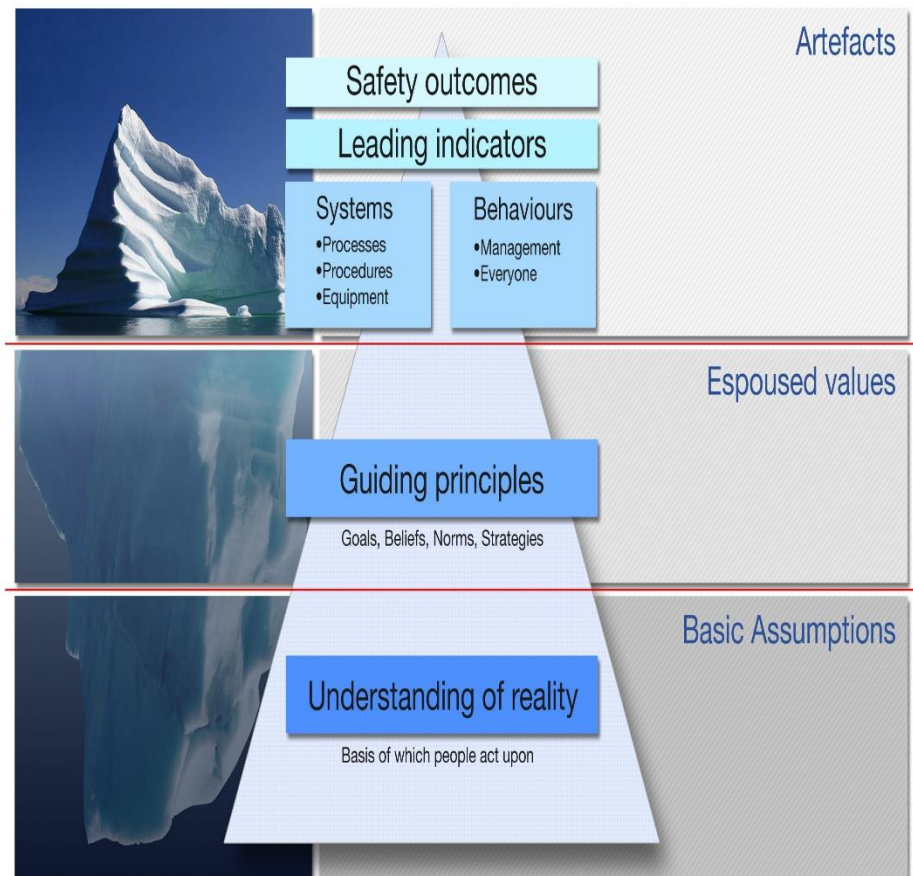 Artefacts
Safety outcomes
Leading indicators
Systems
•Processes
•Procedures
•Equipment
Behaviours
•Management
•Everyone
Espoused values
Guiding principles
Goals, Beliefs, Norms, Strategies
Basic Assumptions
Understanding of reality
Basis of which people act upon